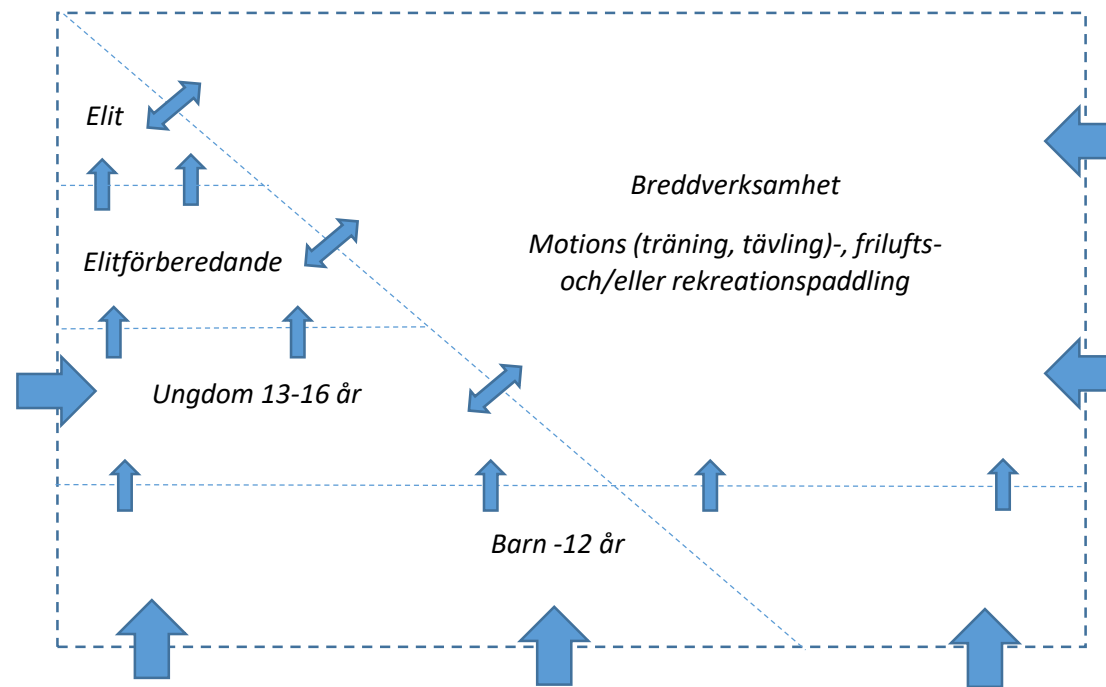 Elit
Breddverksamhet
Motions (träning, tävling)-, frilufts-
och/eller rekreationspaddling
Elitförberedande
Ungdom 13-16 år
Barn -12 år